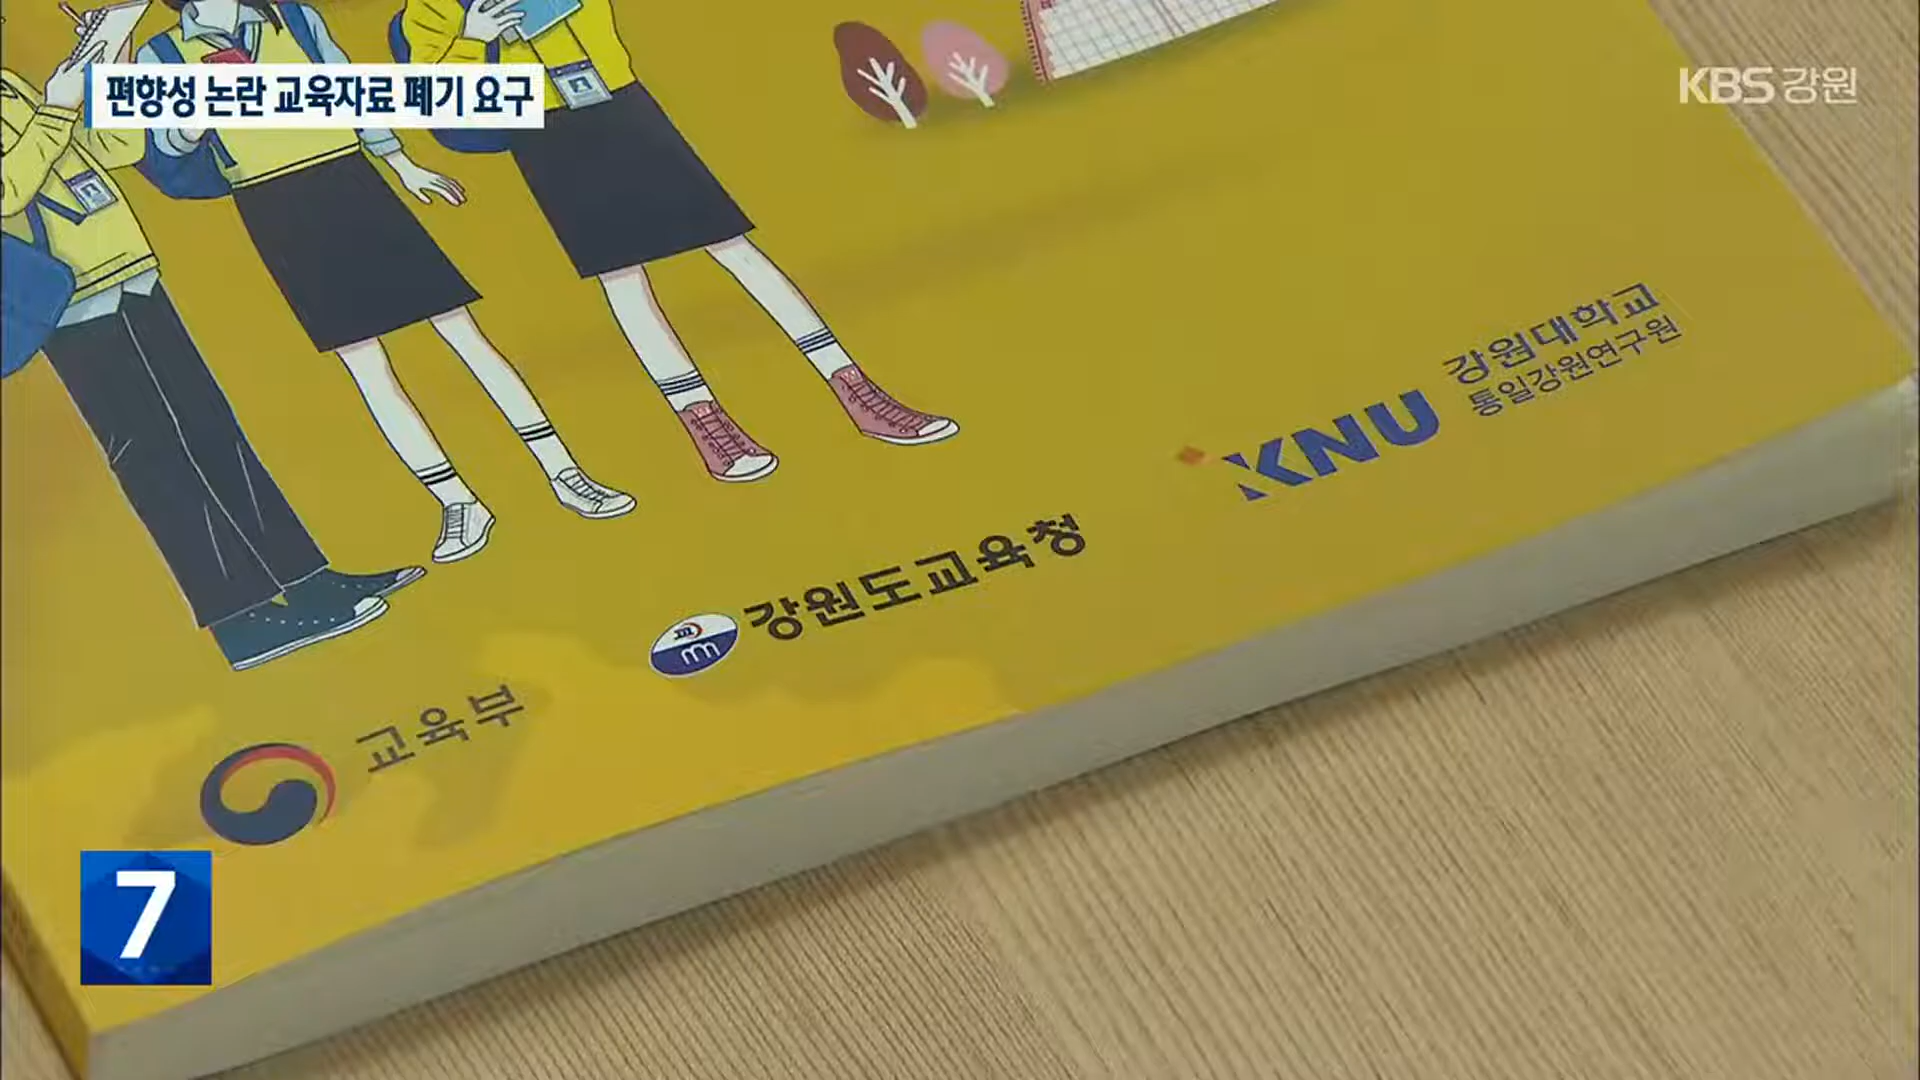 편향성 논란 교육자료 폐기 요구
KBS 강원
강원대학교
통일강원연구원
KNU
강원도교육청
교육부
7